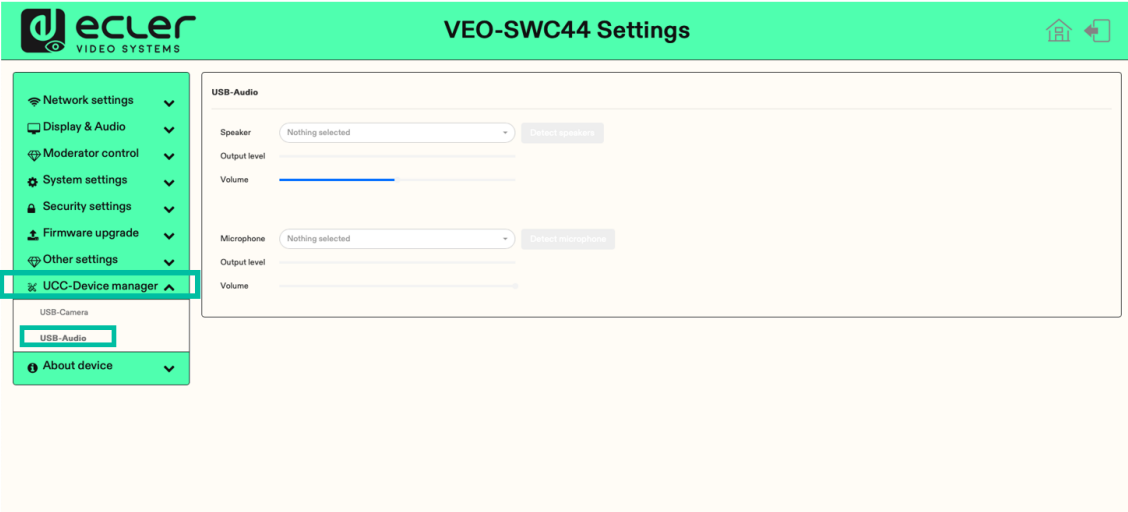 ecler
VIDEO SYSTEMS
VEO-SWC44 Settings
Network settings
Display & Audio
Moderator control
System settings
Security settings
Firmware upgrade
Other settings
UCC-Device manager
USB-Camera
USB-Audio
About device
USB-Audio
Speaker Nothing selected Detect speakers
Output level
Volume
Microphone Nothing selected Detect microphone
Output level
Volume